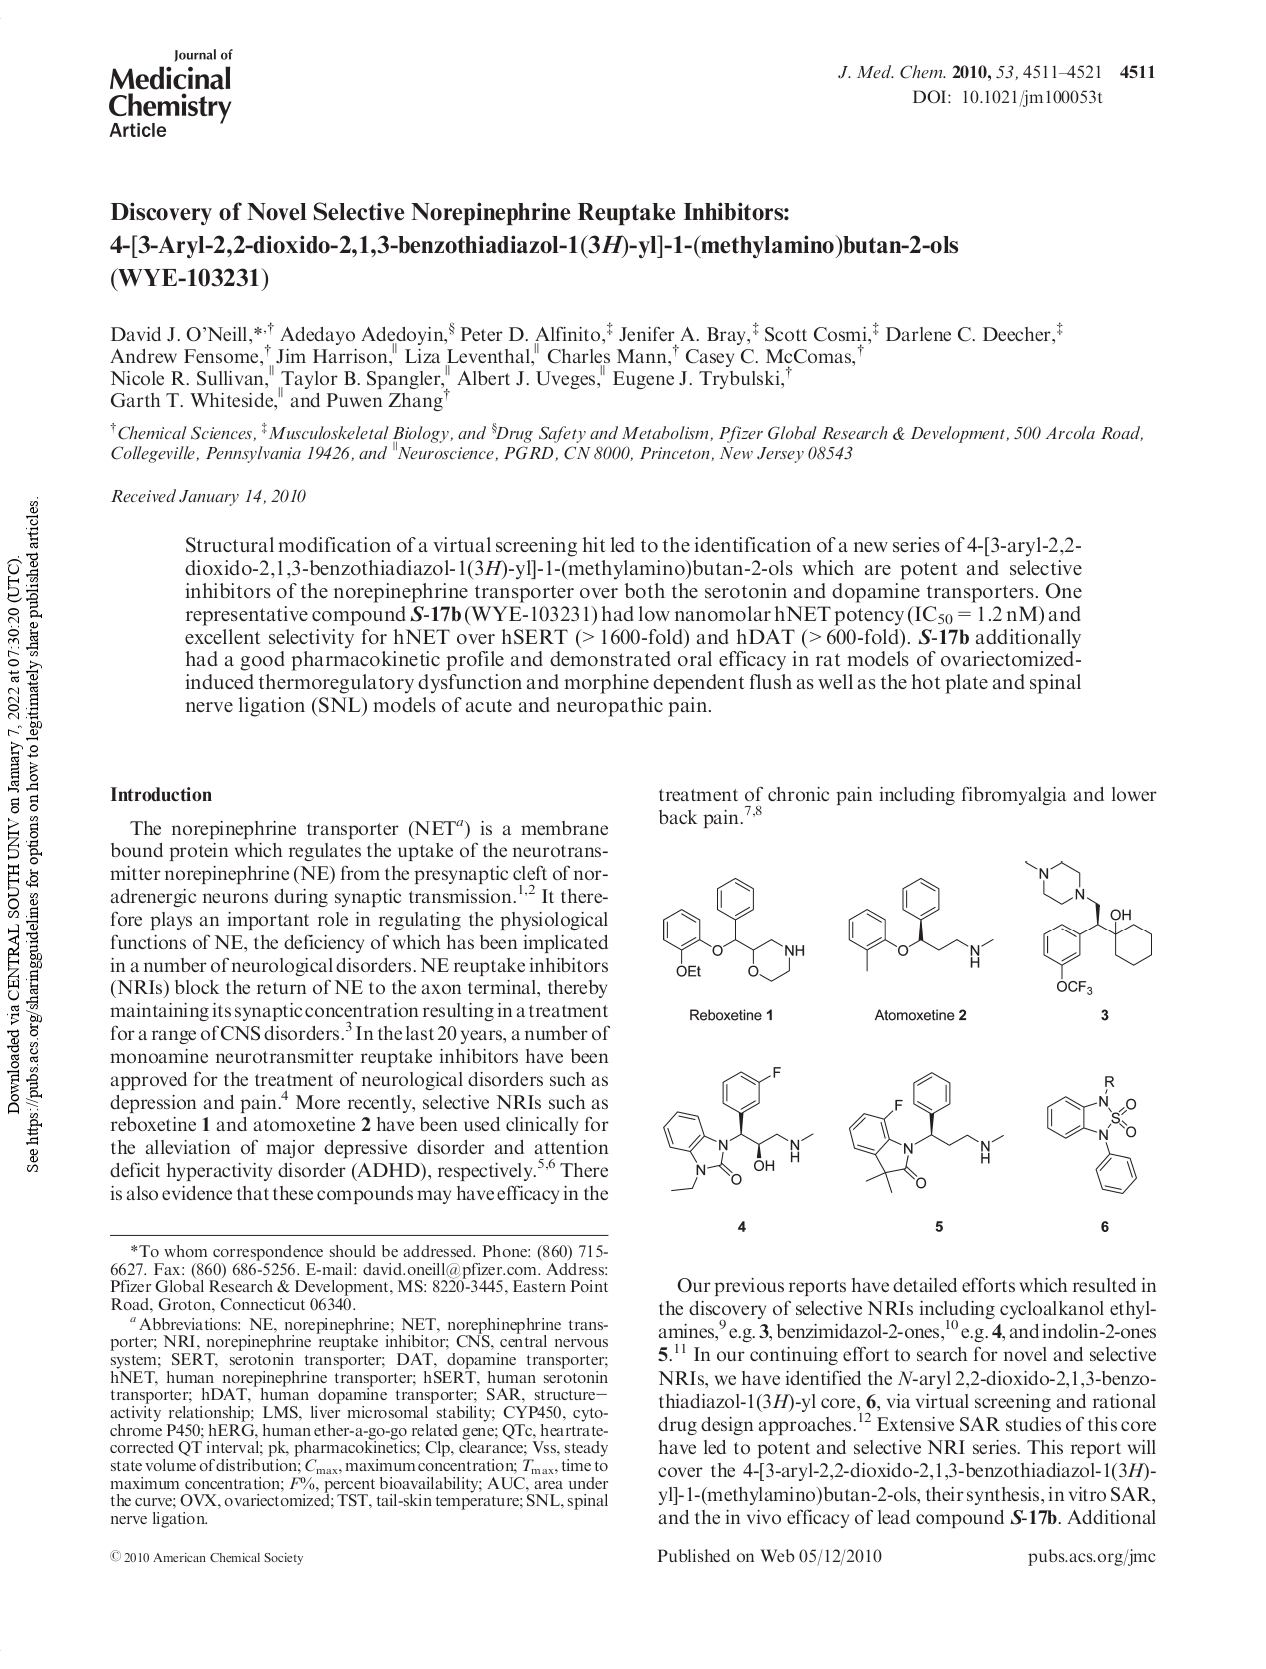 Journal of
Medicinal
Chemistry
Article
J. Med. Chem. 2010, 53, 4511–4521 4511
DOI: 10.1021/jm100053t
Discovery of Novel Selective Norepinephrine Reuptake Inhibitors:
4-[3-Aryl-2,2-dioxido-2,1,3-benzothiadiazol-1(3H)-yl]-1-(methylamino)butan-2-ols
(WYE-103231)
David J. O'Neill,*,† Adedayo Adedoyin,§ Peter D. Alfinito,‡ Jenifer A. Bray,‡ Scott Cosmi,‡ Darlene C. Deecher,‡
Andrew Fensome,† Jim Harrison,∥ Liza Leventhal,∥ Charles Mann,† Casey C. McComas,†
Nicole R. Sullivan,∥ Taylor B. Spangler,∥ Albert J. Uveges,∥ Eugene J. Trybulski,†
Garth T. Whiteside,∥ and Puwen Zhang†
†Chemical Sciences, ‡Musculoskeletal Biology, and §Drug Safety and Metabolism, Pfizer Global Research & Development, 500 Arcola Road,
Collegeville, Pennsylvania 19426, and ∥Neuroscience, PGRD, CN 8000, Princeton, New Jersey 08543
Received January 14, 2010
Structural modification of a virtual screening hit led to the identification of a new series of 4-[3-aryl-2,2-
dioxido-2,1,3-benzothiadiazol-1(3H)-yl]-1-(methylamino)butan-2-ols which are potent and selective
inhibitors of the norepinephrine transporter over both the serotonin and dopamine transporters. One
representative compound S-17b (WYE-103231) had low nanomolar hNET potency (IC50 = 1.2 nM) and
excellent selectivity for hNET over hSERT (> 1600-fold) and hDAT (> 600-fold). S-17b additionally
had a good pharmacokinetic profile and demonstrated oral efficacy in rat models of ovariectomized-
induced thermoregulatory dysfunction and morphine dependent flush as well as the hot plate and spinal
nerve ligation (SNL) models of acute and neuropathic pain.
Introduction
The norepinephrine transporter (NETa) is a membrane
bound protein which regulates the uptake of the neurotrans-
mitter norepinephrine (NE) from the presynaptic cleft of nor-
adrenergic neurons during synaptic transmission.1,2 It there-
fore plays an important role in regulating the physiological
functions of NE, the deficiency of which has been implicated
in a number of neurological disorders. NE reuptake inhibitors
(NRIs) block the return of NE to the axon terminal, thereby
maintaining its synaptic concentration resulting in a treatment
for a range of CNS disorders.3 In the last 20 years, a number of
monoamine neurotransmitter reuptake inhibitors have been
approved for the treatment of neurological disorders such as
depression and pain.4 More recently, selective NRIs such as
reboxetine 1 and atomoxetine 2 have been used clinically for
the alleviation of major depressive disorder and attention
deficit hyperactivity disorder (ADHD), respectively.5,6 There
is also evidence that these compounds may have efficacy in the
*To whom correspondence should be addressed. Phone: (860) 715-
6627. Fax: (860) 686-5256. E-mail: david.oneill@pfizer.com. Address:
Pfizer Global Research & Development, MS: 8220-3445, Eastern Point
Road, Groton, Connecticut 06340.
a Abbreviations: NE, norepinephrine; NET, norephinephrine trans-
porter; NRI, norepinephrine reuptake inhibitor; CNS, central nervous
system; SERT, serotonin transporter; DAT, dopamine transporter;
hNET, human norepinephrine transporter; hSERT, human serotonin
transporter; hDAT, human dopamine transporter; SAR, structure−
activity relationship; LMS, liver microsomal stability; CYP450, cyto-
chrome P450; hERG, human ether-a-go-go related gene; QTc, heartrate-
corrected QT interval; pk, pharmacokinetics; Clp, clearance; Vss, steady
state volume of distribution; Cmax, maximum concentration; Tmax, time to
maximum concentration; F%, percent bioavailability; AUC, area under
the curve; OVX, ovariectomized; TST, tail-skin temperature; SNL, spinal
nerve ligation.
treatment of chronic pain including fibromyalgia and lower
back pain.7,8
O
OEt
O
NH
Reboxetine 1
O
N
H
Atomoxetine 2
N
N
OH
OCF3
3
F
N
N
O
OH
N
H
4
F
N
O
N
H
5
R
N
S
O
O
N
6
Our previous reports have detailed efforts which resulted in
the discovery of selective NRIs including cycloalkanol ethyl-
amines,9 e.g. 3, benzimidazol-2-ones,10 e.g. 4, and indolin-2-ones
5.11 In our continuing effort to search for novel and selective
NRIs, we have identified the N-aryl 2,2-dioxido-2,1,3-benzo-
thiadiazol-1(3H)-yl core, 6, via virtual screening and rational
drug design approaches.12 Extensive SAR studies of this core
have led to potent and selective NRI series. This report will
cover the 4-[3-aryl-2,2-dioxido-2,1,3-benzothiadiazol-1(3H)-
yl]-1-(methylamino)butan-2-ols, their synthesis, in vitro SAR,
and the in vivo efficacy of lead compound S-17b. Additional
© 2010 American Chemical Society
Published on Web 05/12/2010
pubs.acs.org/jmc
Downloaded via CENTRAL SOUTH UNIV on January 7, 2022 at 07:30:20 (UTC).
See https://pubs.acs.org/sharingguidelines for options on how to legitimately share published articles.